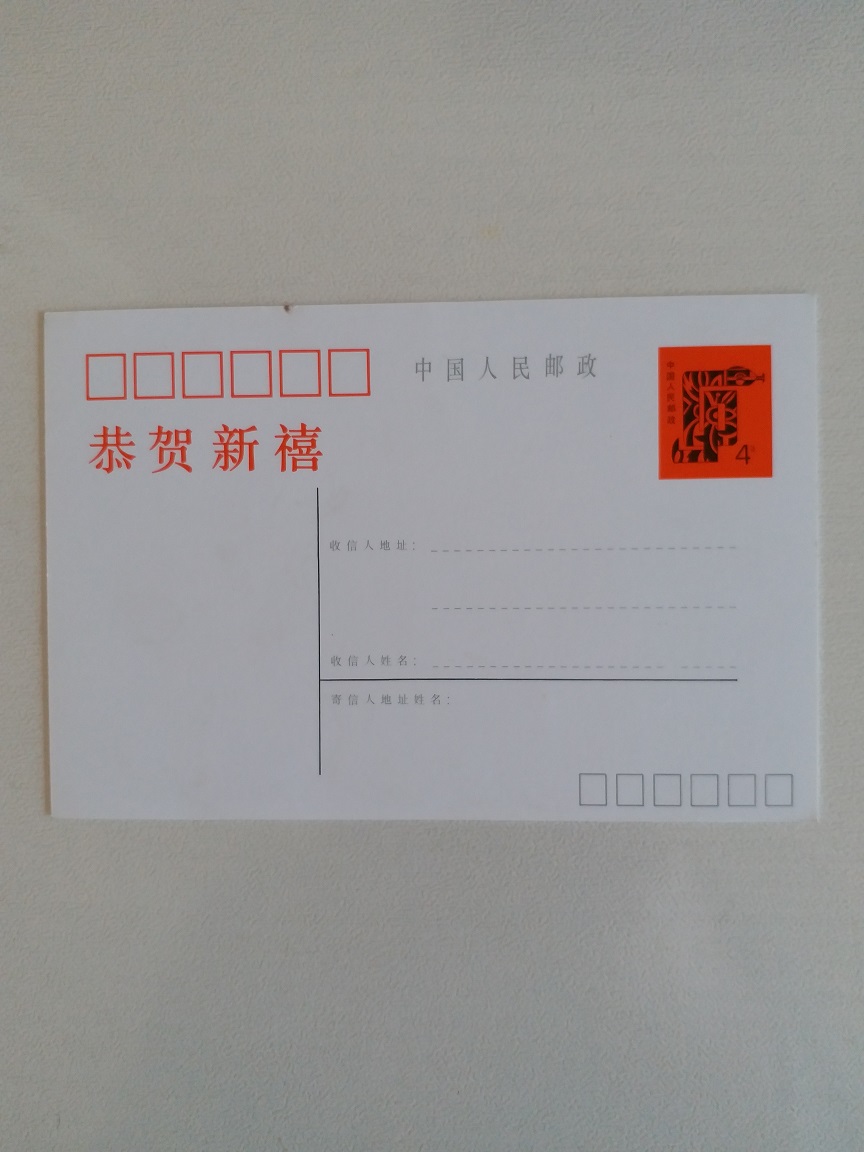 中国人民邮政
中国人民邮政
4
恭贺新禧
收信人地址：
收信人姓名：
寄信人地址姓名：